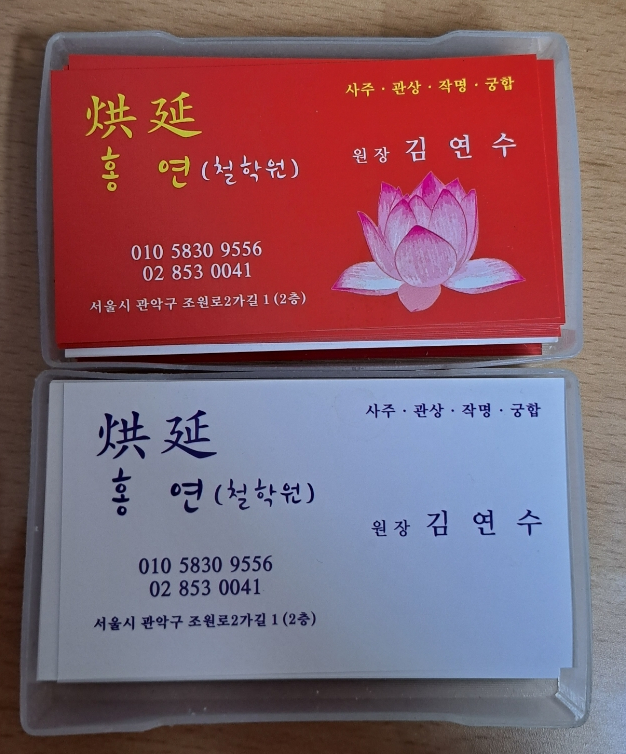 사주 · 관상 · 작명 · 궁합
烘延
홍 연 (철학원)
원장 김 연 수
010 5830 9556
02 853 0041
서울시 관악구 조원로2가길 1 (2층)
사주 · 관상 · 작명 · 궁합
烘延
홍 연 (철학원)
원장 김 연 수
010 5830 9556
02 853 0041
서울시 관악구 조원로2가길 1 (2층)